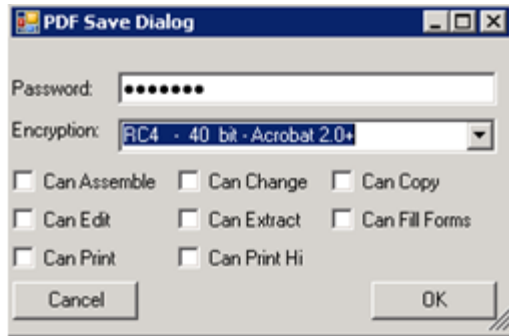 PDF Save Dialog
Password: •••••••
Encryption: RC4 - 40 bit - Acrobat 2.0+
Can Assemble Can Change Can Copy
Can Edit Can Extract Can Fill Forms
Can Print Can Print Hi
Cancel OK